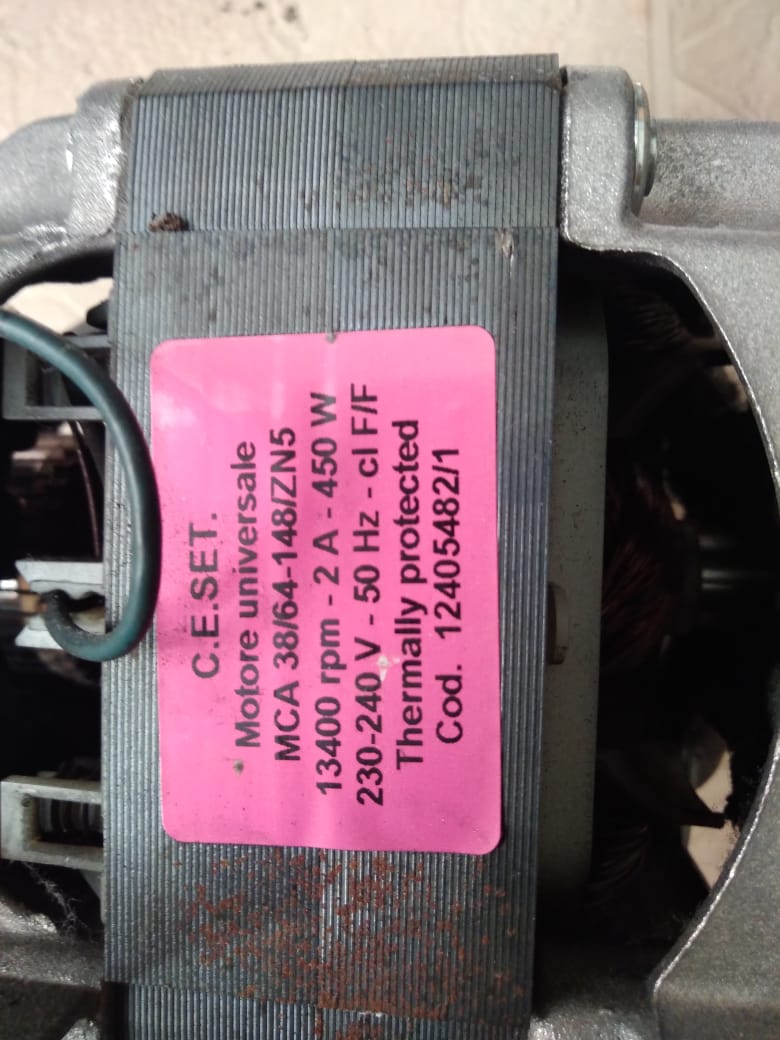 C.E.SET.
Motore universale
MCA 38/64-148/ZN5
13400 rpm - 2 A - 450 W
230-240 V - 50 Hz - cl F/F
Thermally protected
Cod. 12405482/1